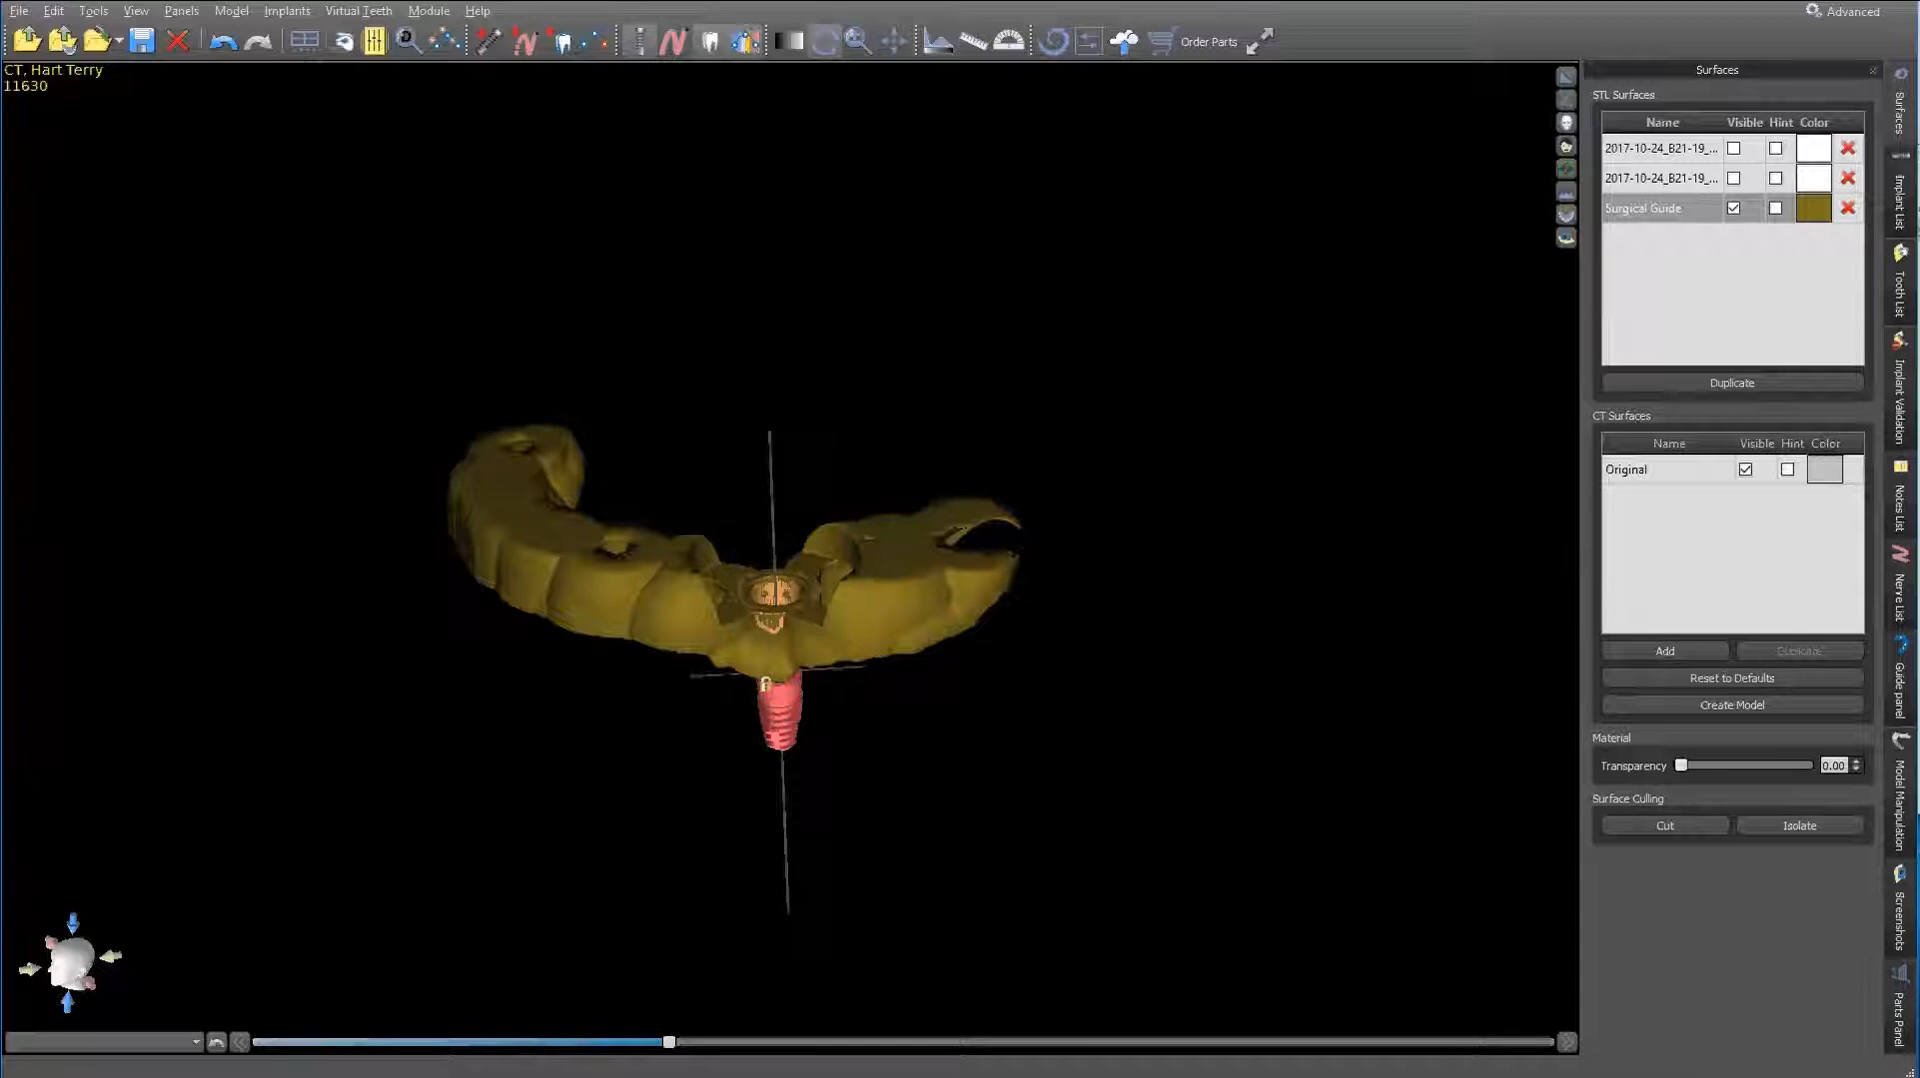 File Edit Tools View Panels Model Implants Virtual Teeth Module Help
Advanced
Order Parts
CT, Hart Terry
11630
Surfaces
STL Surfaces
Name Visible Hint Color
2017-10-24_B21-19_...
2017-10-24_B21-19_...
Surgical Guide
Duplicate
CT Surfaces
Name Visible Hint Color
Original
Add Duplicate
Reset to Defaults
Create Model
Material
Transparency 0.00
Surface Culling
Cut Isolate
Surfaces
Implant List
Tooth List
Implant Validation
Notes List
Nerve List
Guide panel
Model Manipulation
Screenshots
Parts Panel